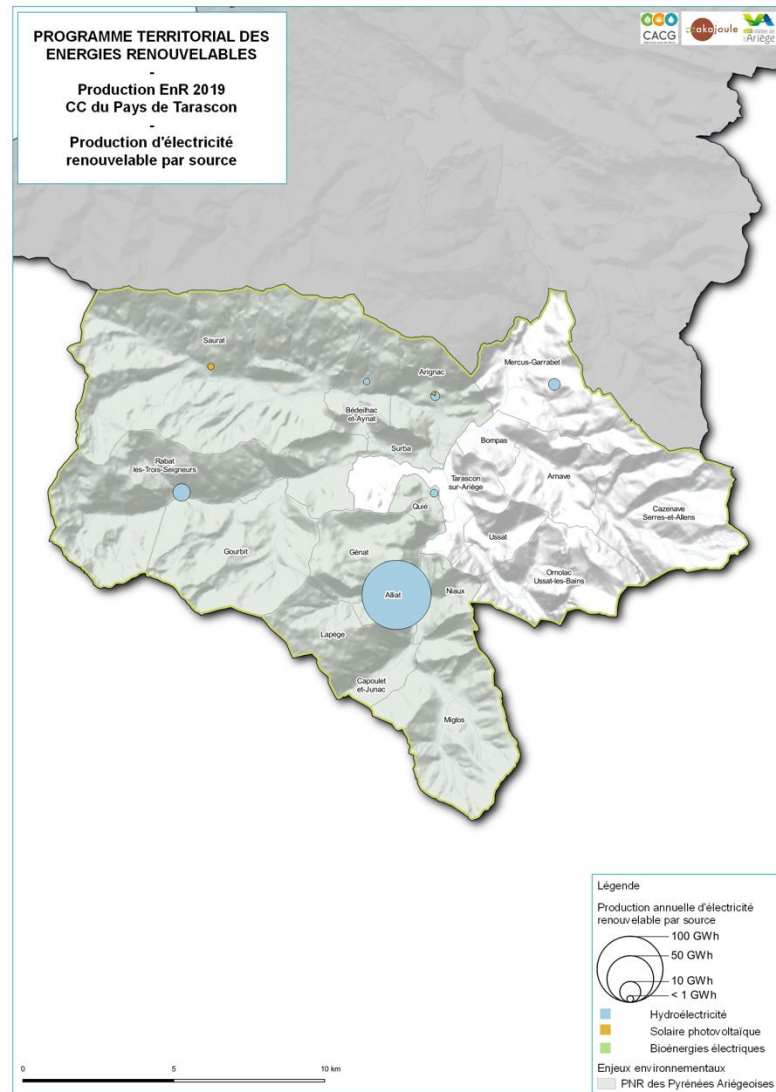 PROGRAMME TERRITORIAL DES
ENERGIES RENOUVELABLES
-
Production EnR 2019
CC du Pays de Tarascon
-
Production d'électricité
renouvelable par source
CACG
akajoule
Ariège
Saurat
Arignac
Mercus-Garrabet
Bédeilhac
et-Aynat
Surba
Bompas
Rabat
les-Trois-Seigneurs
Tarascon
sur-Ariège
Arnave
Quié
Cazenave
Serres-et-Allens
Gourbit
Génat
Ussat
Ornolac
Ussat-les-Bains
Alliat
Niaux
Lapège
Capoulet
et-Junac
Miglos
Légende
Production annuelle d'électricité
renouvelable par source
100 GWh
50 GWh
10 GWh
< 1 GWh
Hydroélectricité
Solaire photovoltaïque
Bioénergies électriques
Enjeux environnementaux
PNR des Pyrénées Ariégeoises
0
5
10 km